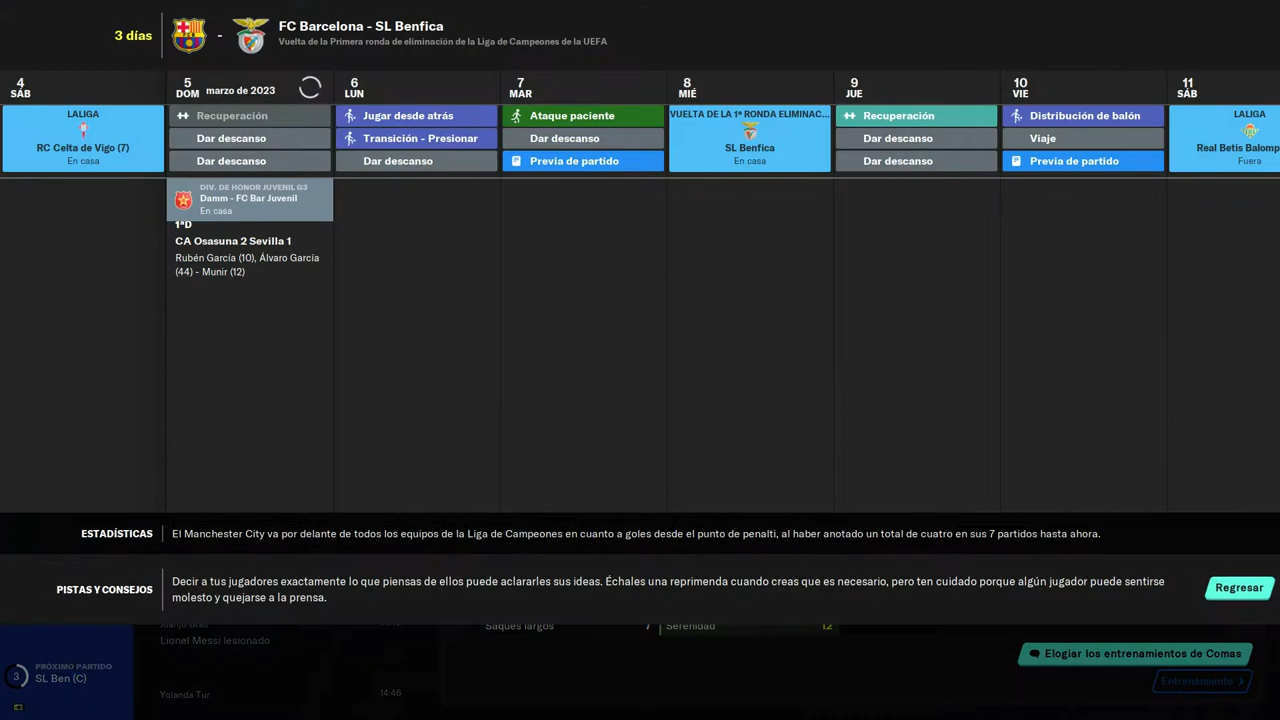 3 días
FC Barcelona - SL Benfica
Vuelta de la Primera ronda de eliminación de la Liga de Campeones de la UEFA
4 SÁB
5 DOM marzo de 2023
6 LUN
7 MAR
8 MIÉ
9 JUE
10 VIE
11 SÁB
LALIGA
RC Celta de Vigo (7)
En casa
Recuperación
Dar descanso
Dar descanso
Jugar desde atrás
Transición - Presionar
Dar descanso
Ataque paciente
Dar descanso
Previa de partido
VUELTA DE LA 1ª RONDA ELIMINAC...
SL Benfica
En casa
Recuperación
Dar descanso
Dar descanso
Distribución de balón
Viaje
Previa de partido
LALIGA
Real Betis Balomp
Fuera
DIV. DE HONOR JUVENIL G3
Damm - FC Bar Juvenil
En casa
1ªD
CA Osasuna 2 Sevilla 1
Rubén García (10), Álvaro García
(44) - Munir (12)
ESTADÍSTICAS
El Manchester City va por delante de todos los equipos de la Liga de Campeones en cuanto a goles desde el punto de penalti, al haber anotado un total de cuatro en sus 7 partidos hasta ahora.
PISTAS Y CONSEJOS
Decir a tus jugadores exactamente lo que piensas de ellos puede aclararles sus ideas. Échales una reprimenda cuando creas que es necesario, pero ten cuidado porque algún jugador puede sentirse
molesto y quejarse a la prensa.
Regresar
Saques largos 7 Serenidad 12
Lionel Messi lesionado
Elogiar los entrenamientos de Comas
Entrenamiento
3
PRÓXIMO PARTIDO
SL Ben (C)
Yolanda Tur 14:46